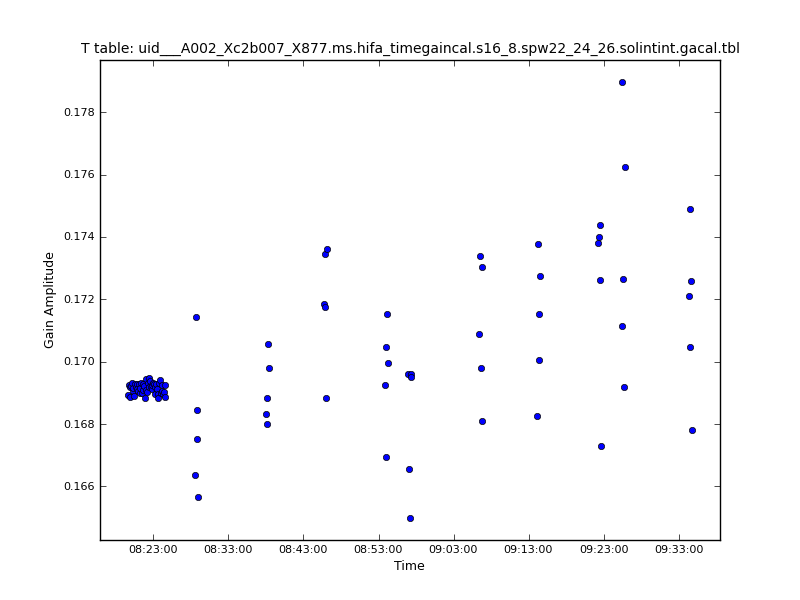 T table: uid___A002_Xc2b007_X877.ms.hifa_timegaincal.s16_8.spw22_24_26.solintint.gacal.tbl
0.178
0.176
0.174
0.172
0.170
0.168
0.166
Gain Amplitude
08:23:00 08:33:00 08:43:00 08:53:00 09:03:00 09:13:00 09:23:00 09:33:00
Time